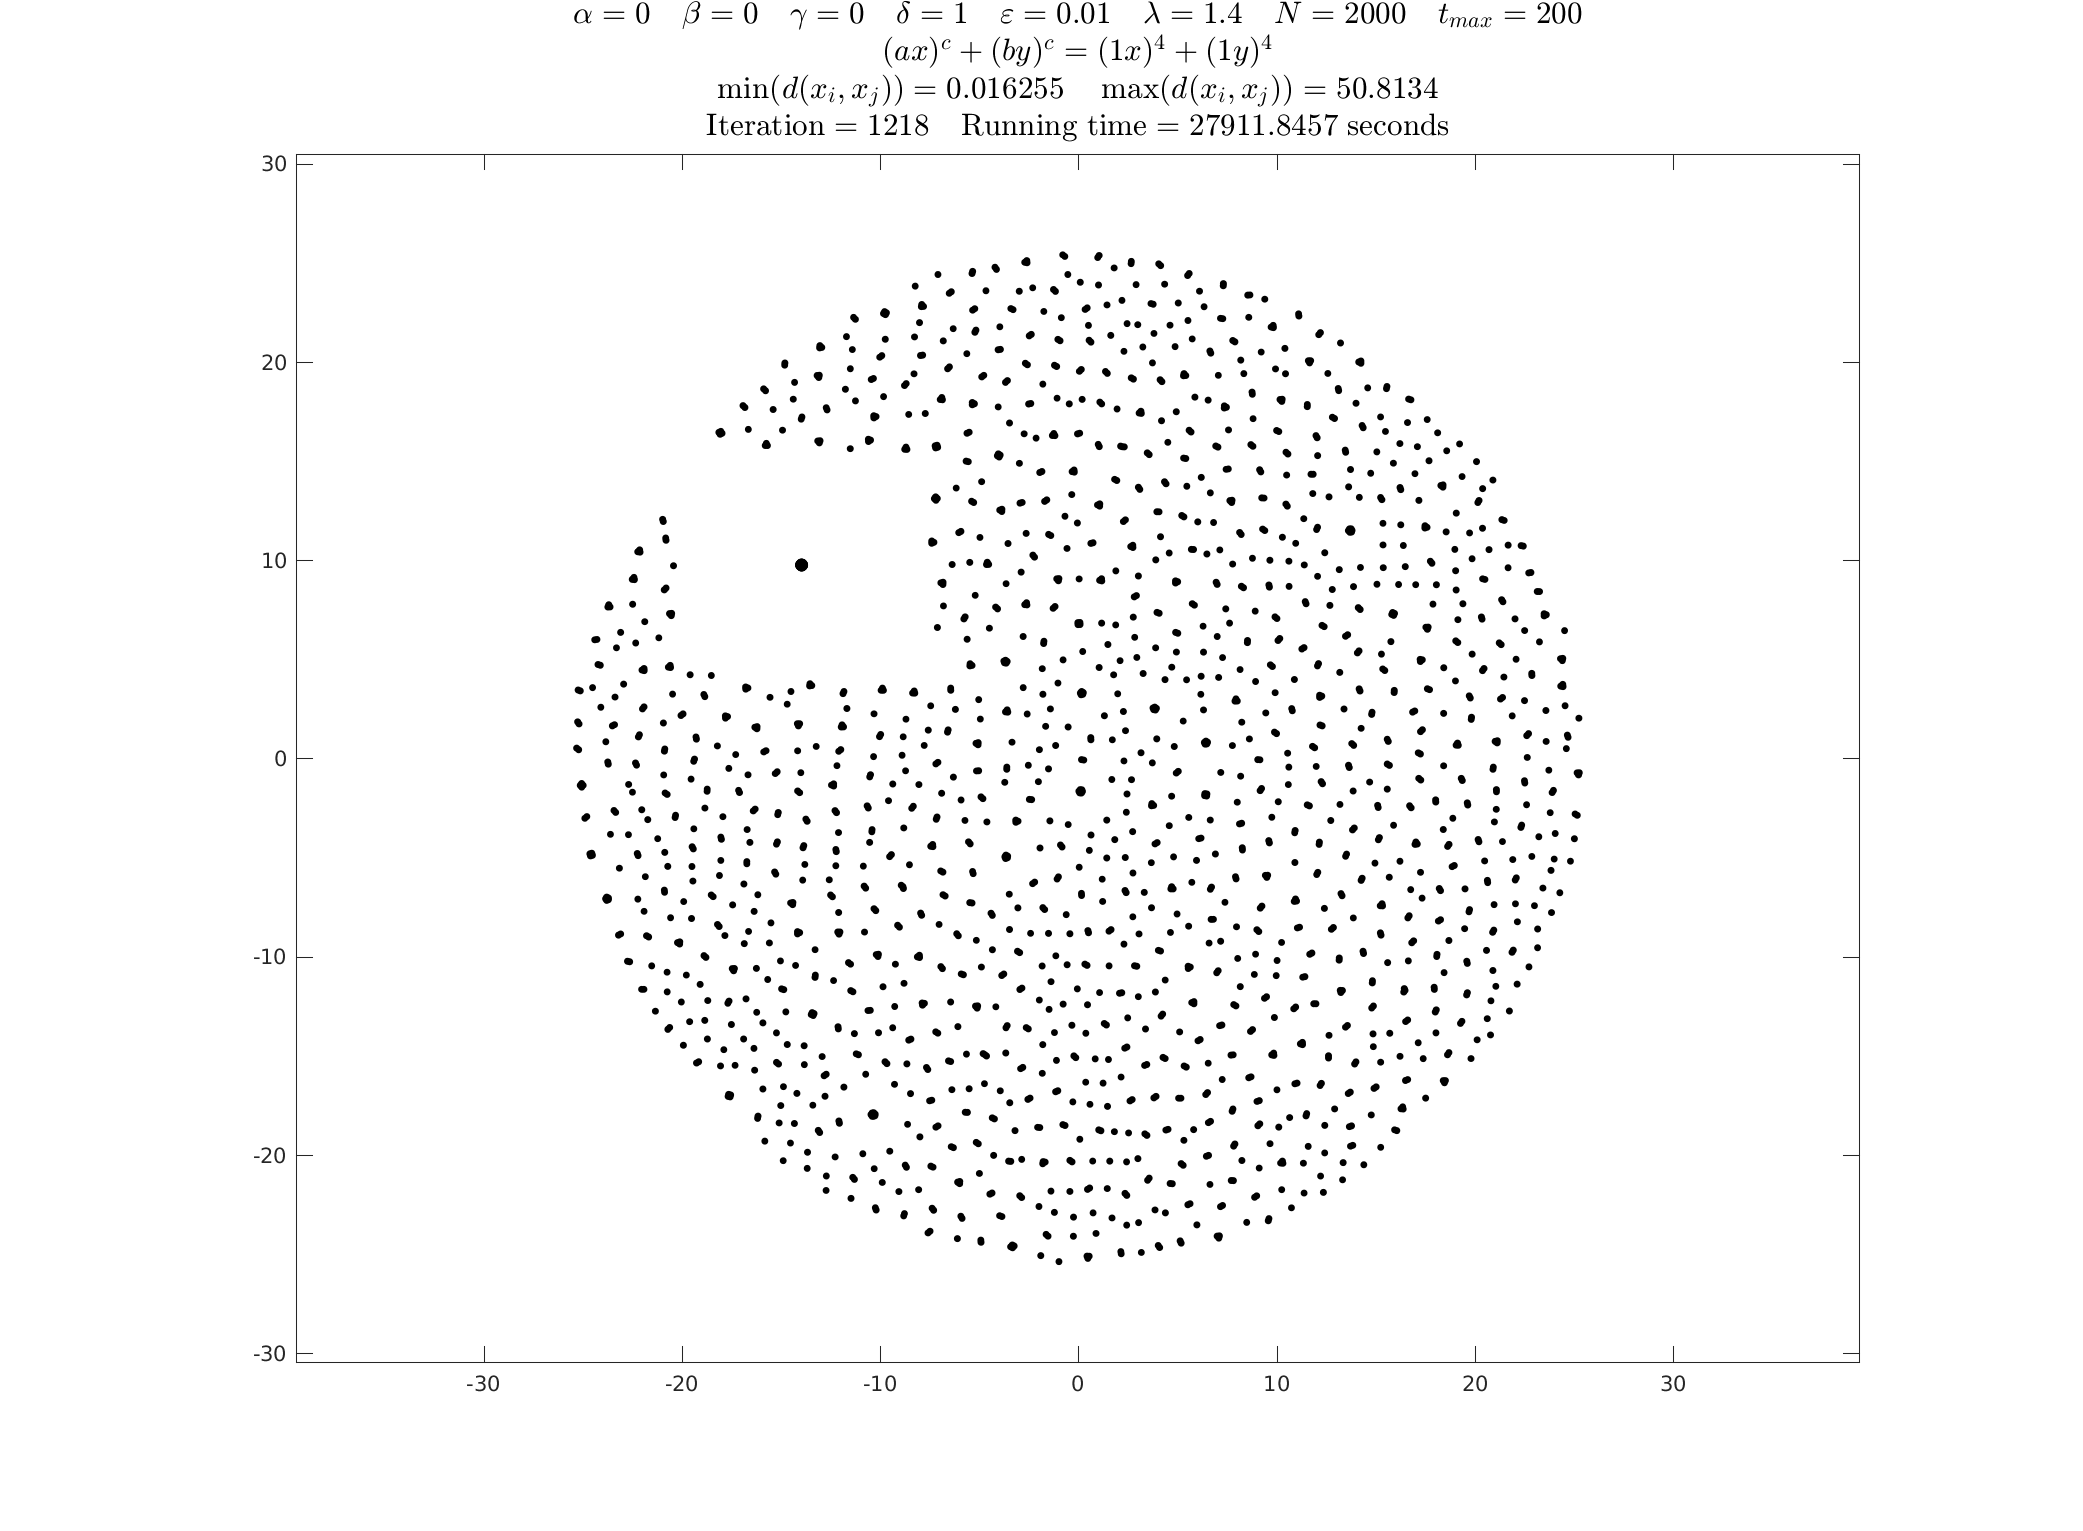 α = 0 β = 0 γ = 0 δ = 1 ε = 0.01 λ = 1.4 N = 2000 t_{max} = 200
(ax)^c + (by)^c = (1x)^4 + (1y)^4
min(d(x_i, x_j)) = 0.016255 max(d(x_i, x_j)) = 50.8134
Iteration = 1218 Running time = 27911.8457 seconds
30
20
10
0
-10
-20
-30
-30 -20 -10 0 10 20 30